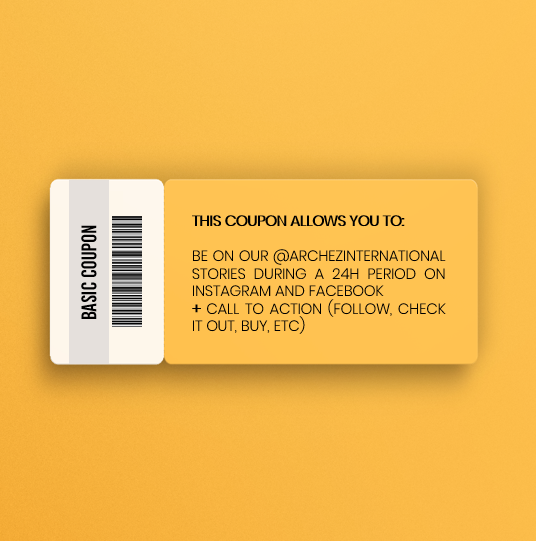 BASIC COUPON
THIS COUPON ALLOWS YOU TO:
BE ON OUR @ARCHEZINTERNATIONAL
STORIES DURING A 24H PERIOD ON
INSTAGRAM AND FACEBOOK
+ CALL TO ACTION (FOLLOW, CHECK
IT OUT, BUY, ETC)